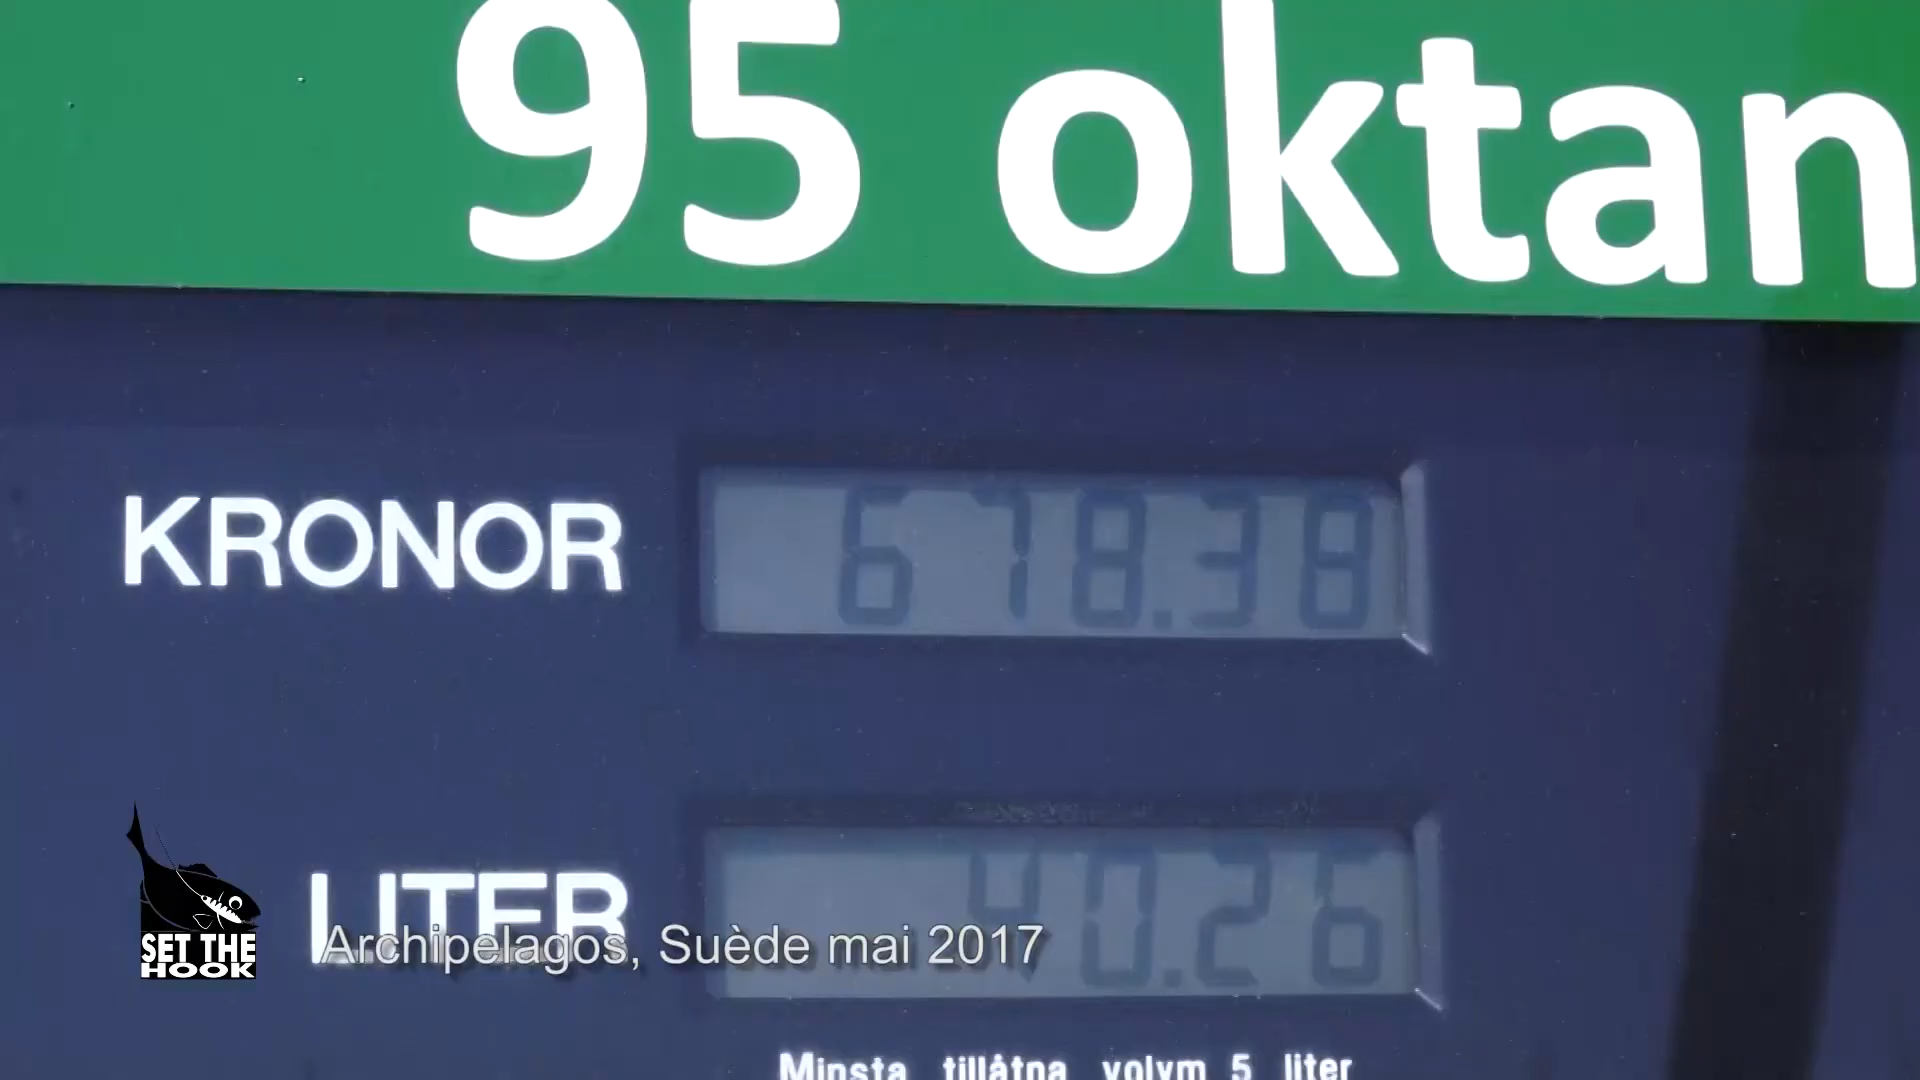 95 oktan
KRONOR 678.38
LITER 40.26
Archipelagos, Suède mai 2017
SET THE
HOOK
Minsta tillåtna volym 5 liter